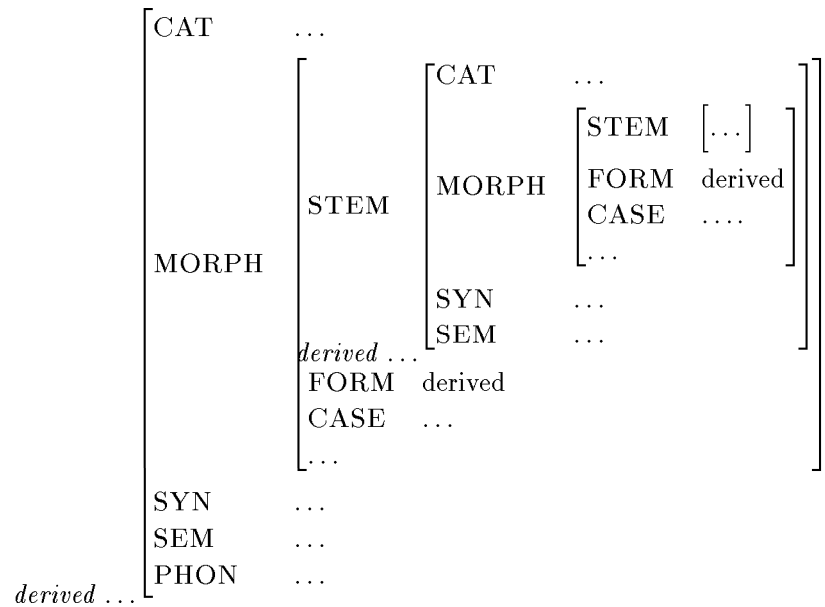 CAT ...
CAT ...
STEM [...]
MORPH
FORM derived
STEM
CASE ....
MORPH
...
SYN ...
SEM ...
derived ...
FORM derived
CASE ...
...
SYN ...
SEM ...
PHON ...
derived ...